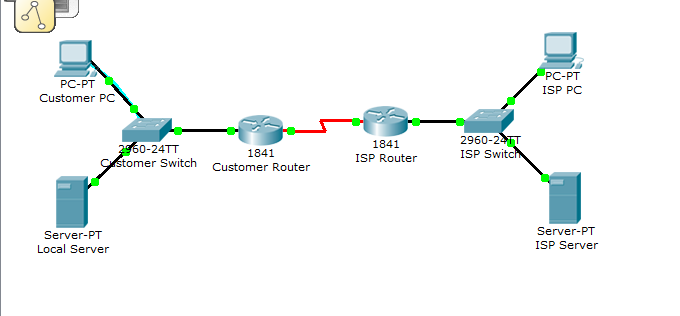 PC-PT
Customer PC
2960-24TT
Customer Switch
Server-PT
Local Server
1841
Customer Router
1841
ISP Router
2960-24TT
ISP Switch
PC-PT
ISP PC
Server-PT
ISP Server